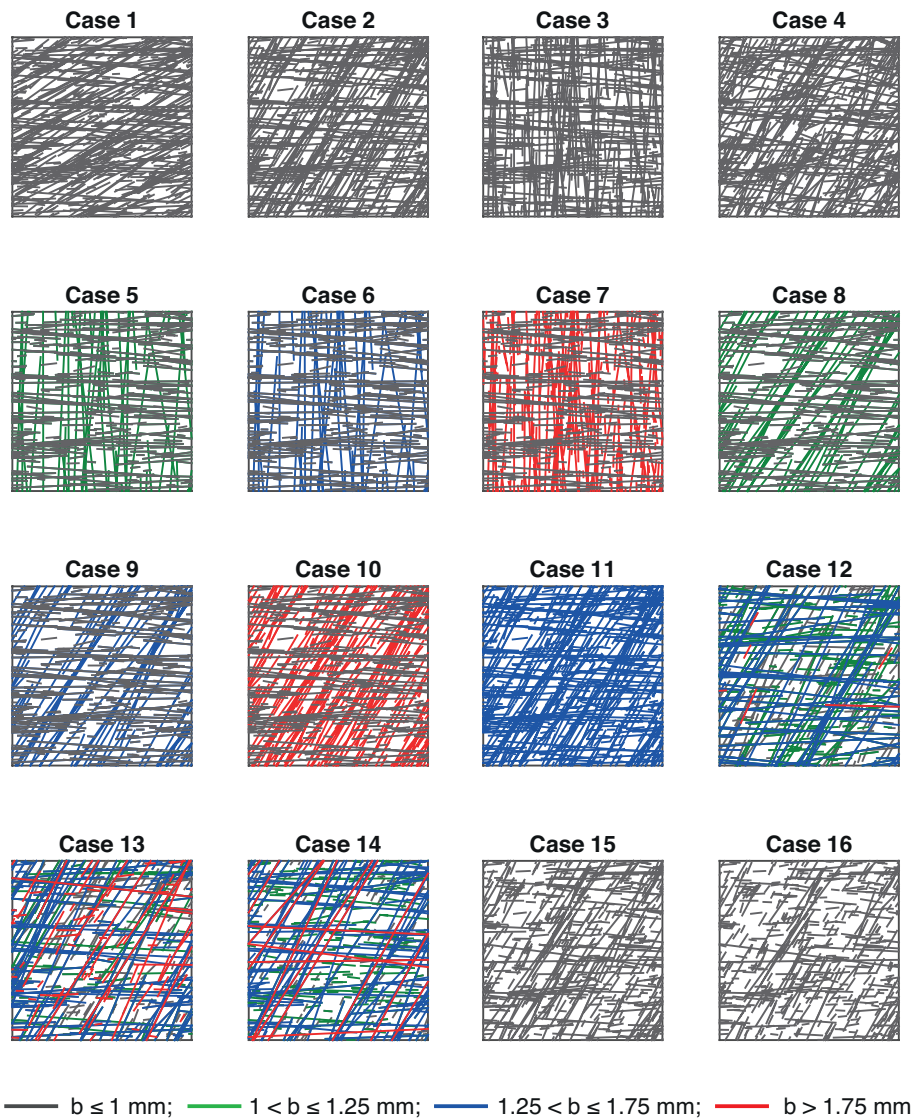 Case 1 Case 2 Case 3 Case 4
Case 5 Case 6 Case 7 Case 8
Case 9 Case 10 Case 11 Case 12
Case 13 Case 14 Case 15 Case 16
b ≤ 1 mm; 1 < b ≤ 1.25 mm; 1.25 < b ≤ 1.75 mm; b > 1.75 mm